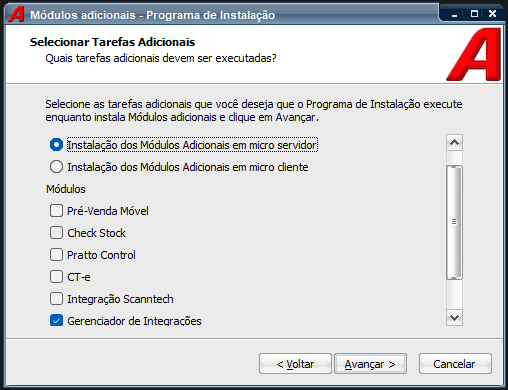 Módulos adicionais - Programa de Instalação
Selecionar Tarefas Adicionais
Quais tarefas adicionais devem ser executadas?
Selecione as tarefas adicionais que você deseja que o Programa de Instalação execute
enquanto instala Módulos adicionais e clique em Avançar.
Instalação dos Módulos Adicionais em micro servidor
Instalação dos Módulos Adicionais em micro cliente
Módulos
Pré-Venda Móvel
Check Stock
Pratto Control
CT-e
Integração Scanntech
Gerenciador de Integrações
< Voltar
Avançar >
Cancelar